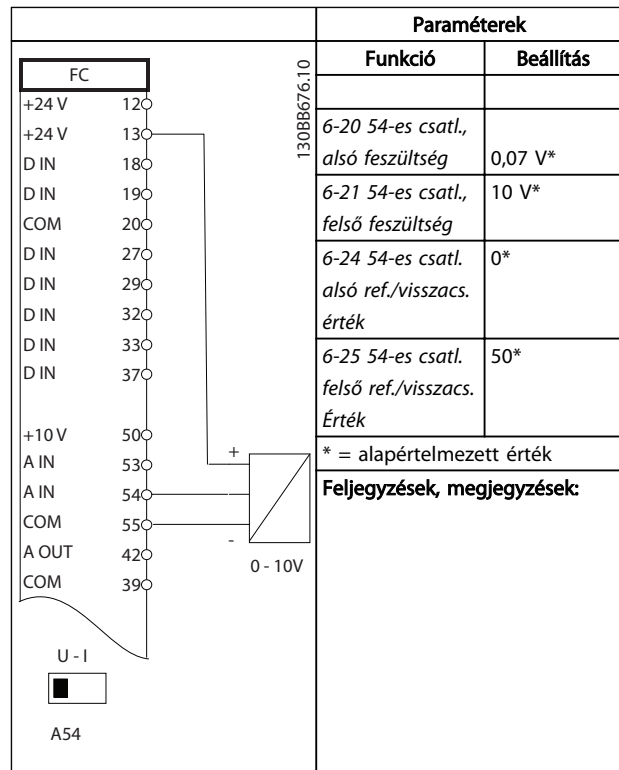 FC
+24 V 12
+24 V 13
D IN 18
D IN 19
COM 20
D IN 27
D IN 29
D IN 32
D IN 33
D IN 37
+10 V 50
A IN 53
A IN 54
COM 55
A OUT 42
COM 39
+
-
0 - 10V
U - I
A54
130BB676.10
Paraméterek
Funkció Beállítás
6-20 54-es csatl.,
alsó feszültség 0,07 V*
6-21 54-es csatl., 10 V*
felső feszültség
6-24 54-es csatl. 0*
alsó ref./visszacs.
érték
6-25 54-es csatl. 50*
felső ref./visszacs.
Érték
* = alapértelmezett érték
Feljegyzések, megjegyzések: